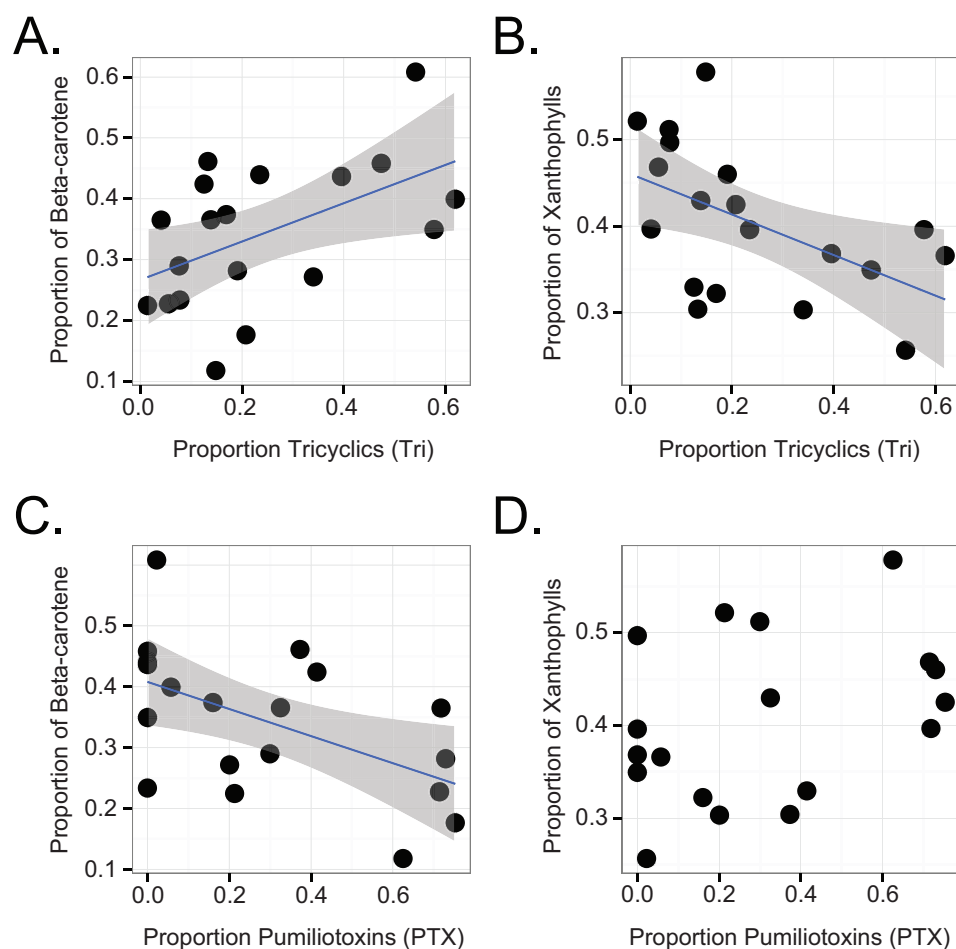 A.
B.
Proportion of Beta-carotene
0.6
0.5
0.4
0.3
0.2
0.1
0.0 0.2 0.4 0.6
Proportion Tricyclics (Tri)
Proportion of Xanthophylls
0.5
0.4
0.3
0.0 0.2 0.4 0.6
Proportion Tricyclics (Tri)
C.
D.
Proportion of Beta-carotene
0.5
0.4
0.3
0.2
0.1
0.0 0.2 0.4 0.6
Proportion Pumiliotoxins (PTX)
Proportion of Xanthophylls
0.5
0.4
0.3
0.0 0.2 0.4 0.6
Proportion Pumiliotoxins (PTX)